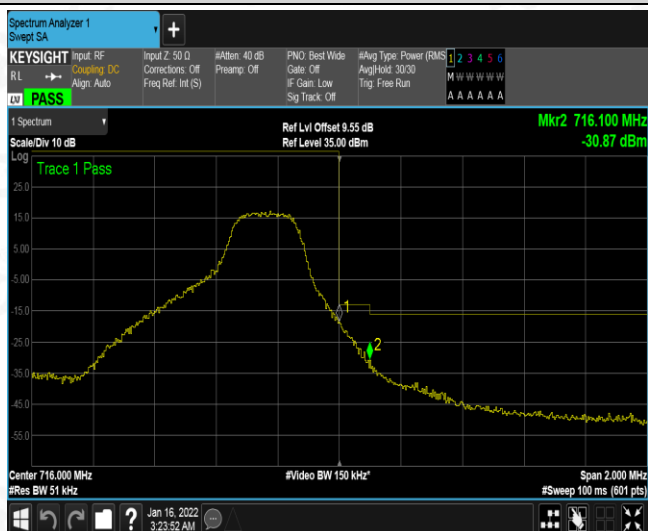 Spectrum Analyzer 1
Swept SA
KEYSIGHT
RL
LXI PASS
Input: RF
Coupling: DC
Align: Auto
Input Z: 50 Ω
Corrections: Off
Freq Ref: Int (S)
#Atten: 40 dB
Preamp: Off
PNO: Best Wide
Gate: Off
IF Gain: Low
Sig Track: Off
#Avg Type: Power (RMS
Avg|Hold: 30/30
Trig: Free Run
1 2 3 4 5 6
M W W W W W
A A A A A A
1 Spectrum
Scale/Div 10 dB
Log
Ref Lvl Offset 9.55 dB
Ref Level 35.00 dBm
Mkr2 716.100 MHz
-30.87 dBm
Trace 1 Pass
25.0
15.0
5.00
-5.00
-15.0
-25.0
-35.0
-45.0
-55.0
1
2
Center 716.000 MHz
#Res BW 51 kHz
#Video BW 150 kHz*
Span 2.000 MHz
#Sweep 100 ms (601 pts)
?
Jan 16, 2022
3:23:52 AM